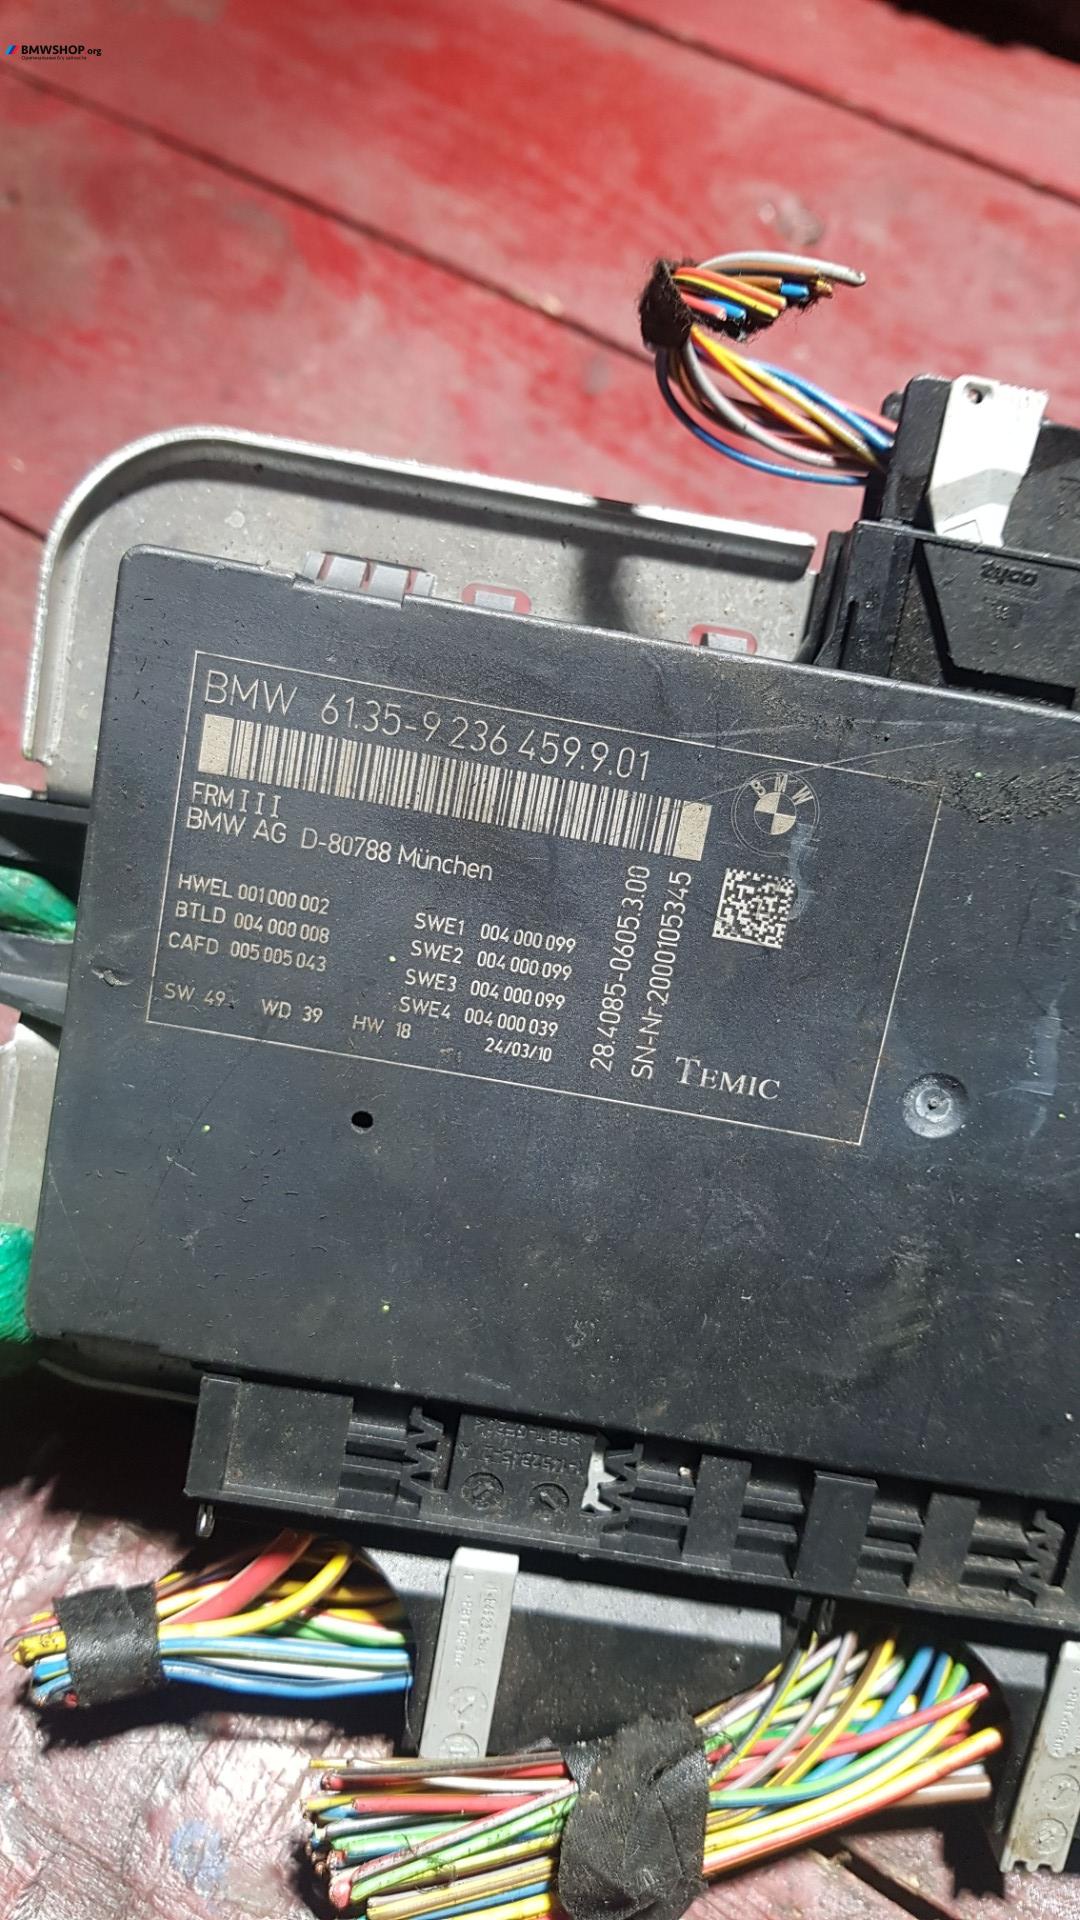 BMWSHOP.org
Оригинальные б/у запчасти
tyco
BMW 61.35-9 236 459.9.01
BMW
FRM III
BMW AG D-80788 München
HWEL 001 000 002
BTLD 004 000 008
CAFD 005 005 043
SWE1 004 000 099
SWE2 004 000 099
SWE3 004 000 099
SWE4 004 000 039
SW 49 WD 39 HW 18
24/03/10
28.4085-0605.3.00
SN-Nr.2000105345
TEMIC